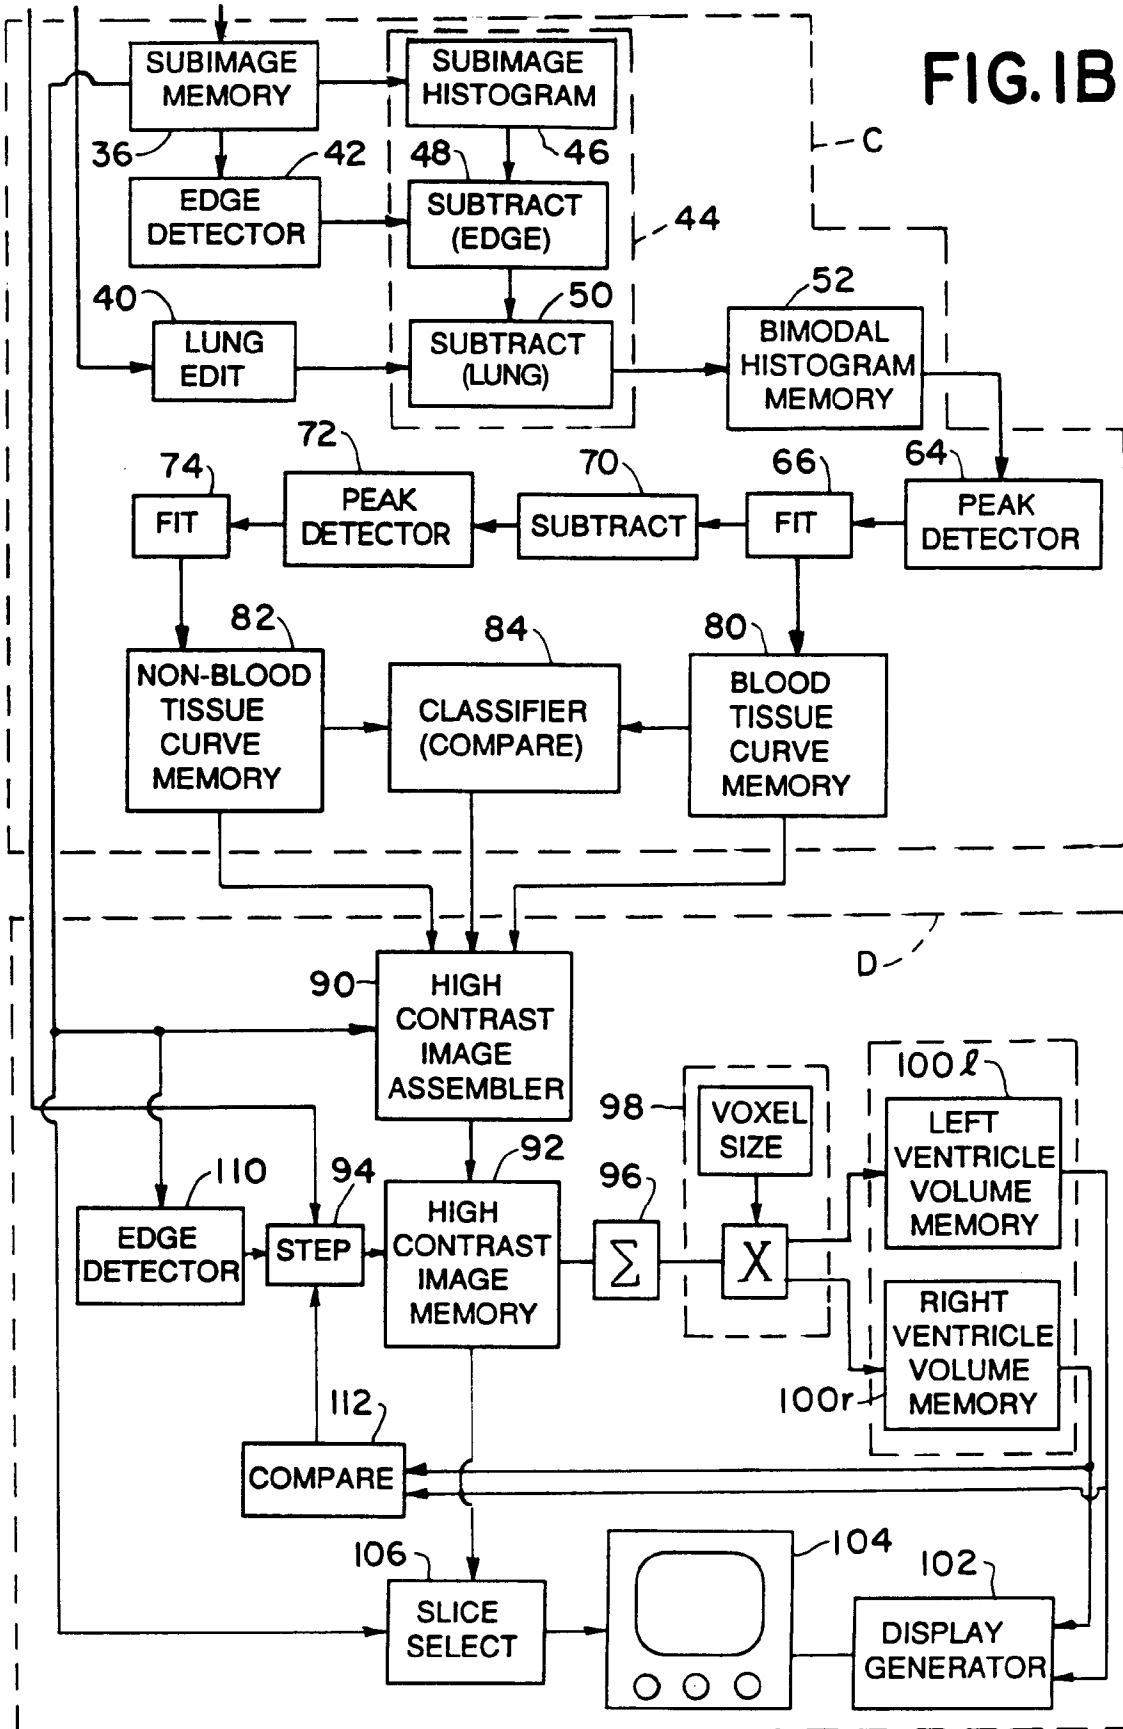 FIG.1B
SUBIMAGE
MEMORY
SUBIMAGE
HISTOGRAM
36
42
48
46
C
EDGE
DETECTOR
SUBTRACT
(EDGE)
44
40
50
52
LUNG
EDIT
SUBTRACT
(LUNG)
BIMODAL
HISTOGRAM
MEMORY
74
72
70
66
64
FIT
PEAK
DETECTOR
SUBTRACT
FIT
PEAK
DETECTOR
82
84
80
NON-BLOOD
TISSUE
CURVE
MEMORY
CLASSIFIER
(COMPARE)
BLOOD
TISSUE
CURVE
MEMORY
D
90
HIGH
CONTRAST
IMAGE
ASSEMBLER
98
VOXEL
SIZE
100ℓ
LEFT
VENTRICLE
VOLUME
MEMORY
110
94
92
96
EDGE
DETECTOR
STEP
HIGH
CONTRAST
IMAGE
MEMORY
Σ
X
RIGHT
VENTRICLE
VOLUME
MEMORY
100r
112
COMPARE
106
104
102
SLICE
SELECT
DISPLAY
GENERATOR